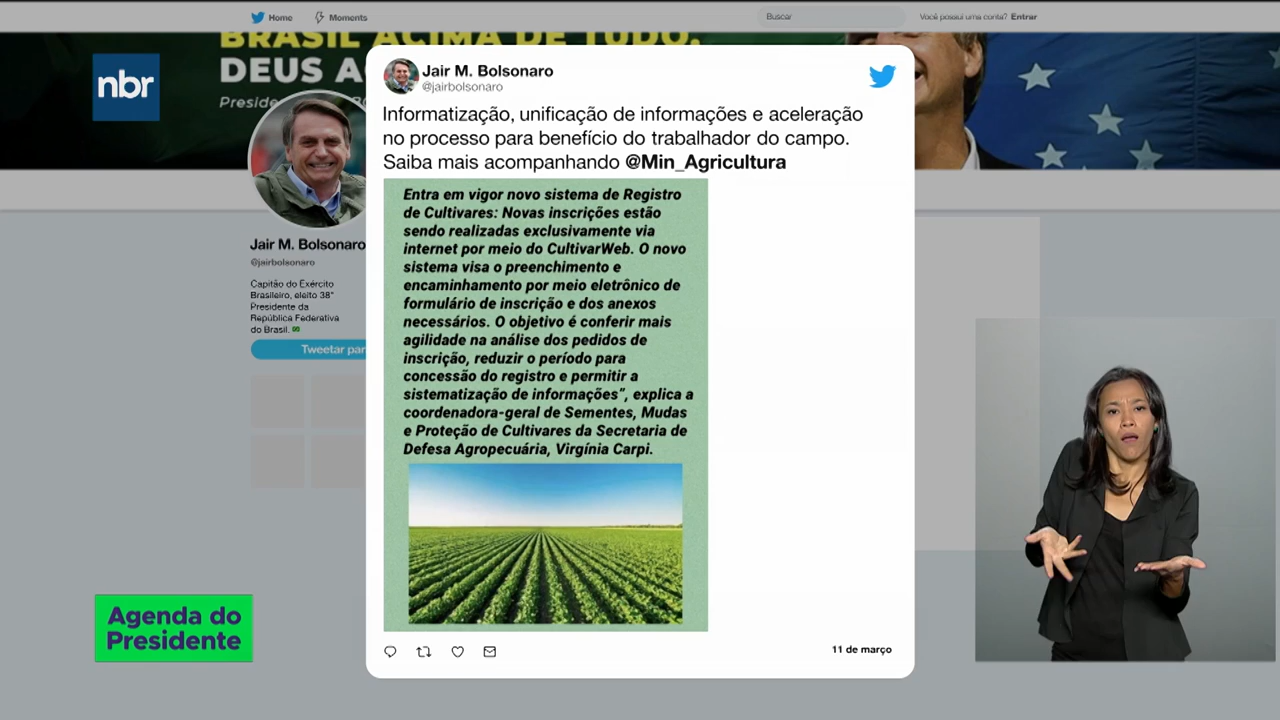 Home
Moments
Buscar
Você possui uma conta? Entrar
BRASIL ACIMA DE TUDO,
DEUS A
Preside
nbr
Jair M. Bolsonaro
@jairbolsonaro
Capitão do Exército
Brasileiro, eleito 38°
Presidente da
República Federativa
do Brasil.
Tweetar par
Jair M. Bolsonaro
@jairbolsonaro
Informatização, unificação de informações e aceleração
no processo para benefício do trabalhador do campo.
Saiba mais acompanhando @Min_Agricultura
Entra em vigor novo sistema de Registro
de Cultivares: Novas inscrições estão
sendo realizadas exclusivamente via
internet por meio do CultivarWeb. O novo
sistema visa o preenchimento e
encaminhamento por meio eletrônico de
formulário de inscrição e dos anexos
necessários. O objetivo é conferir mais
agilidade na análise dos pedidos de
inscrição, reduzir o período para
concessão do registro e permitir a
sistematização de informações”, explica a
coordenadora-geral de Sementes, Mudas
e Proteção de Cultivares da Secretaria de
Defesa Agropecuária, Virgínia Carpi.
11 de março
Agenda do
Presidente